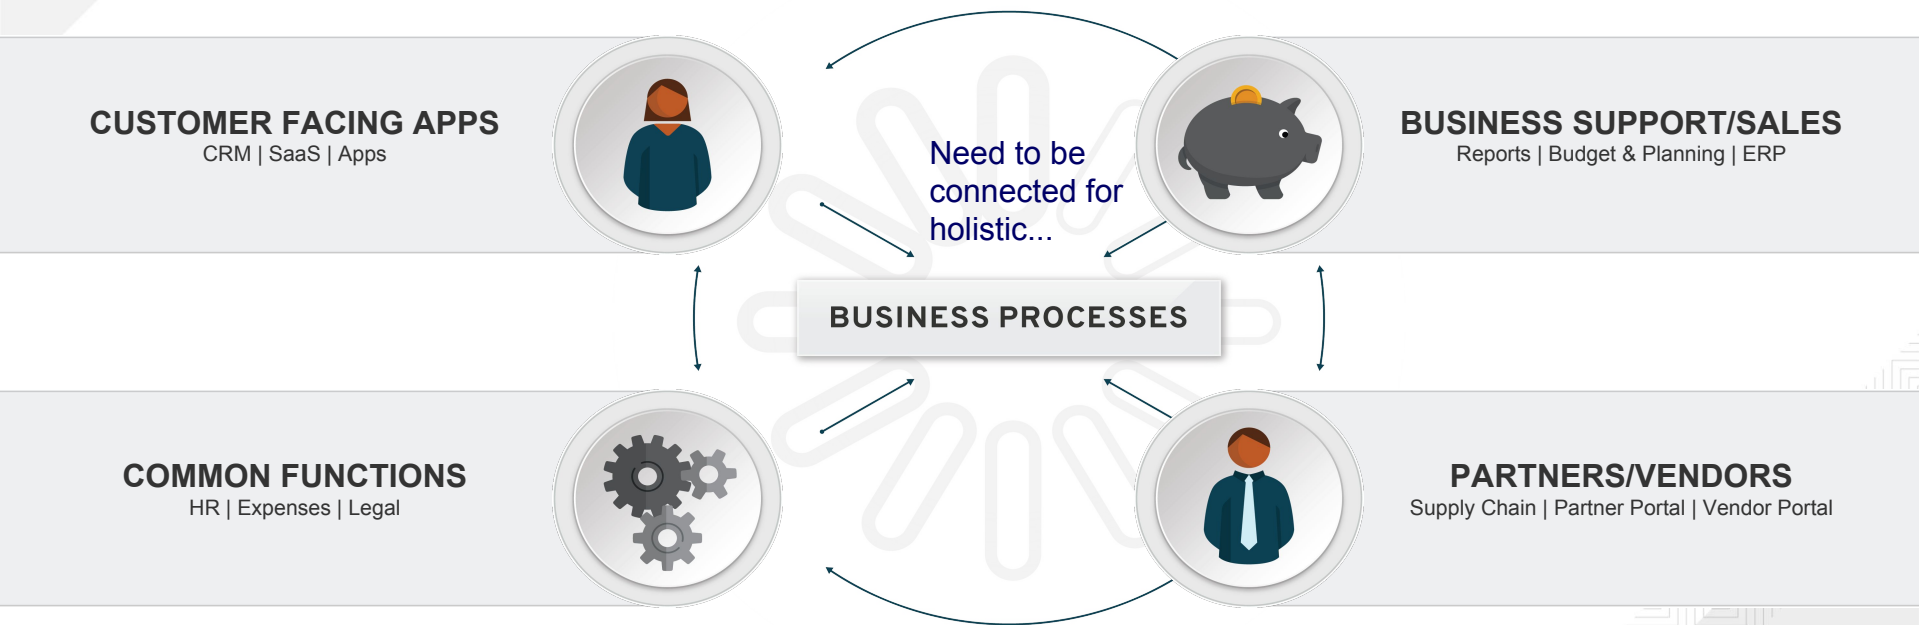 CUSTOMER FACING APPS
CRM | SaaS | Apps
Need to be
connected for
holistic...
BUSINESS SUPPORT/SALES
Reports | Budget & Planning | ERP
BUSINESS PROCESSES
COMMON FUNCTIONS
HR | Expenses | Legal
PARTNERS/VENDORS
Supply Chain | Partner Portal | Vendor Portal